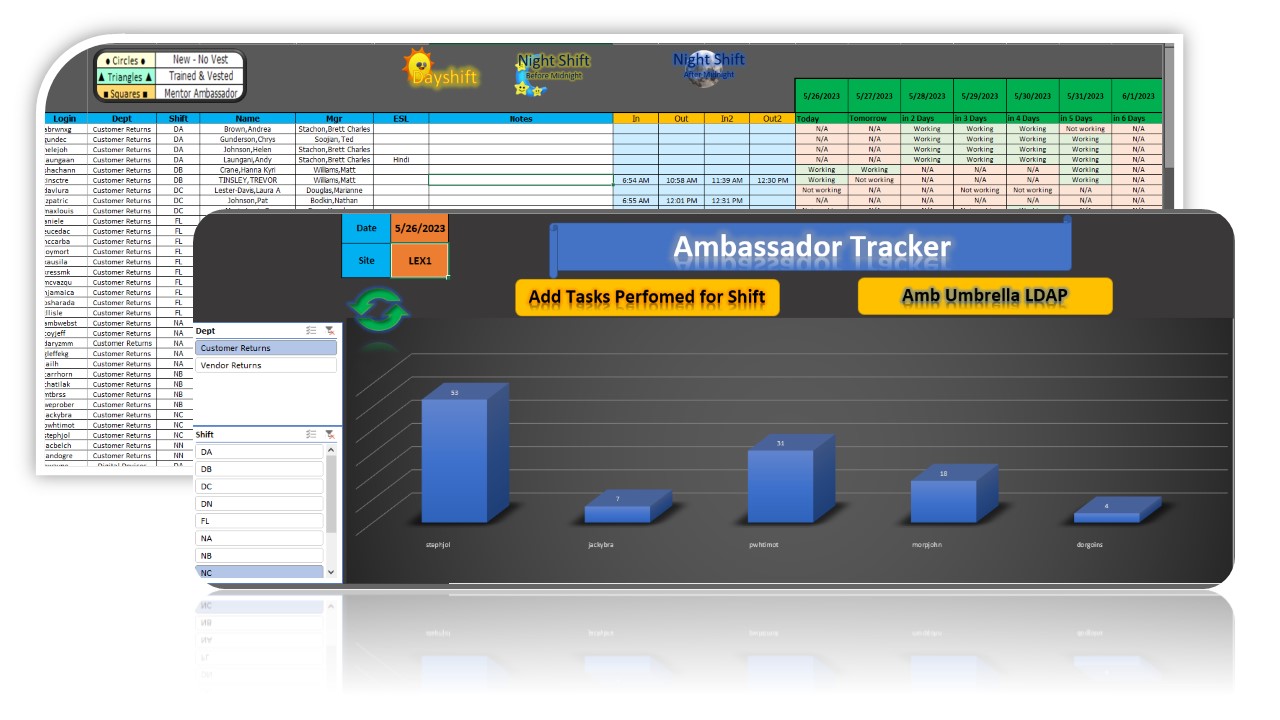 ● Circles ● New - No Vest
▲ Triangles ▲ Trained & Vested
■ Squares ■ Mentor Ambassador
Dayshift
Night Shift
Before Midnight
Night Shift
After Midnight
5/26/2023 5/27/2023 5/28/2023 5/29/2023 5/30/2023 5/31/2023 6/1/2023
Login Dept Shift Name Mgr ESL Notes In Out In2 Out2 Today Tomorrow in 2 Days in 3 Days in 4 Days in 5 Days in 6 Days
abrwnxg Customer Returns DA Brown,Andrea Stachon,Brett Charles N/A N/A Working Working Working Not working N/A
gundec Customer Returns DA Gunderson,Chrys Soojian, Ted N/A N/A Working Working Working Working N/A
helejoh Customer Returns DA Johnson,Helen Stachon,Brett Charles N/A N/A Working Working Working Working N/A
laungaan Customer Returns DA Laungani,Andy Stachon,Brett Charles Hindi N/A N/A Working Working Working Working N/A
hachann Customer Returns DB Crane,Hanna Kyri Williams,Matt Working Working N/A N/A N/A Working N/A
tinsctre Customer Returns DB TINSLEY,TREVOR Williams,Matt 6:54 AM 10:58 AM 11:39 AM 12:30 PM Working Not working N/A N/A N/A Working N/A
davlura Customer Returns DC Lester-Davis,Laura A Douglas,Marianne Not working N/A N/A Not working Not working N/A N/A
zpatric Customer Returns DC Johnson,Pat Bodkin,Nathan 6:55 AM 12:01 PM 12:31 PM N/A N/A N/A N/A N/A N/A N/A
maxlouis Customer Returns DC
aniele Customer Returns FL
eucedac Customer Returns FL
accarba Customer Returns FL
oymort Customer Returns FL
kausila Customer Returns FL
kressmk Customer Returns FL
mcvazqu Customer Returns FL
njamaica Customer Returns FL
osharada Customer Returns FL
illisle Customer Returns FL
ambwebst Customer Returns NA
coyjeff Customer Returns NA
daryzmm Customer Returns NA
gleffekg Customer Returns NA
ailh Customer Returns NA
carrhorn Customer Returns NB
chatilak Customer Returns NB
mtbrss Customer Returns NB
weprober Customer Returns NB
jackybra Customer Returns NC
pwhtimot Customer Returns NC
stephjol Customer Returns NC
acbelch Customer Returns NN
andogre Customer Returns NN
Digital Devices DA
Date 5/26/2023
Site LEX1
Ambassador Tracker
Add Tasks Perfomed for Shift
Amb Umbrella LDAP
Dept
Customer Returns
Vendor Returns
Shift
DA
DB
DC
DN
FL
NA
NB
NC
53
7
31
18
4
stephjol jackybra pwhtimot morpjohn dorgoins